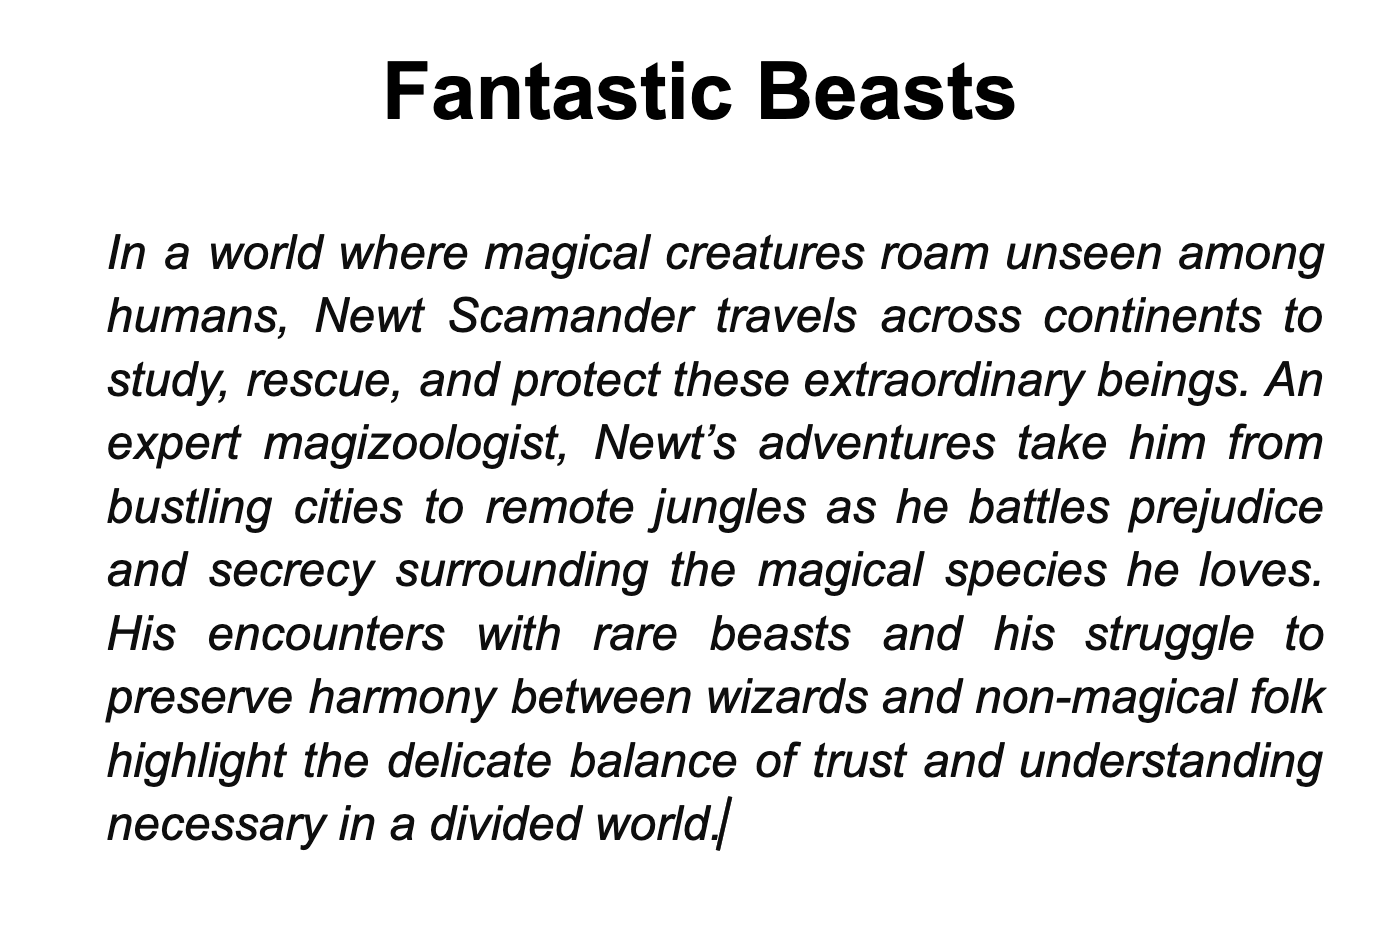 Fantastic Beasts
In a world where magical creatures roam unseen among
humans, Newt Scamander travels across continents to
study, rescue, and protect these extraordinary beings. An
expert magizoologist, Newt’s adventures take him from
bustling cities to remote jungles as he battles prejudice
and secrecy surrounding the magical species he loves.
His encounters with rare beasts and his struggle to
preserve harmony between wizards and non-magical folk
highlight the delicate balance of trust and understanding
necessary in a divided world.